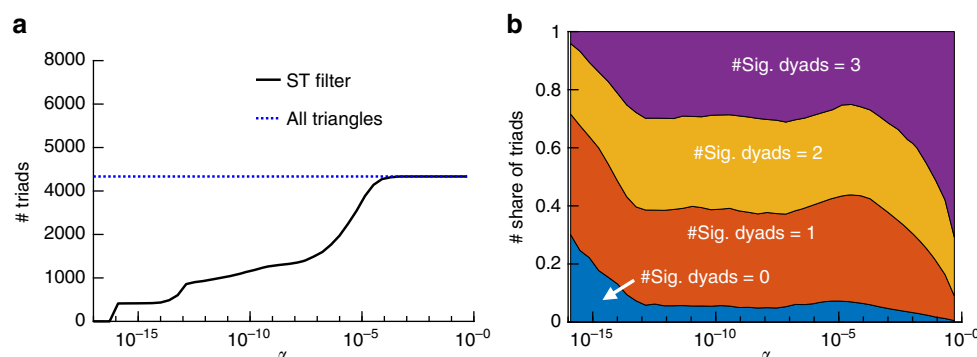 a
# triads
8000
6000
4000
1000
0
ST filter
All triangles
10⁻¹⁵
10⁻¹⁰
10⁻⁵
10⁻⁰
α
b
# share of triads
1
0.8
0.6
0.4
0.2
0
#Sig. dyads = 3
#Sig. dyads = 2
#Sig. dyads = 1
#Sig. dyads = 0
10⁻¹⁵
10⁻¹⁰
10⁻⁵
10⁻⁰
α